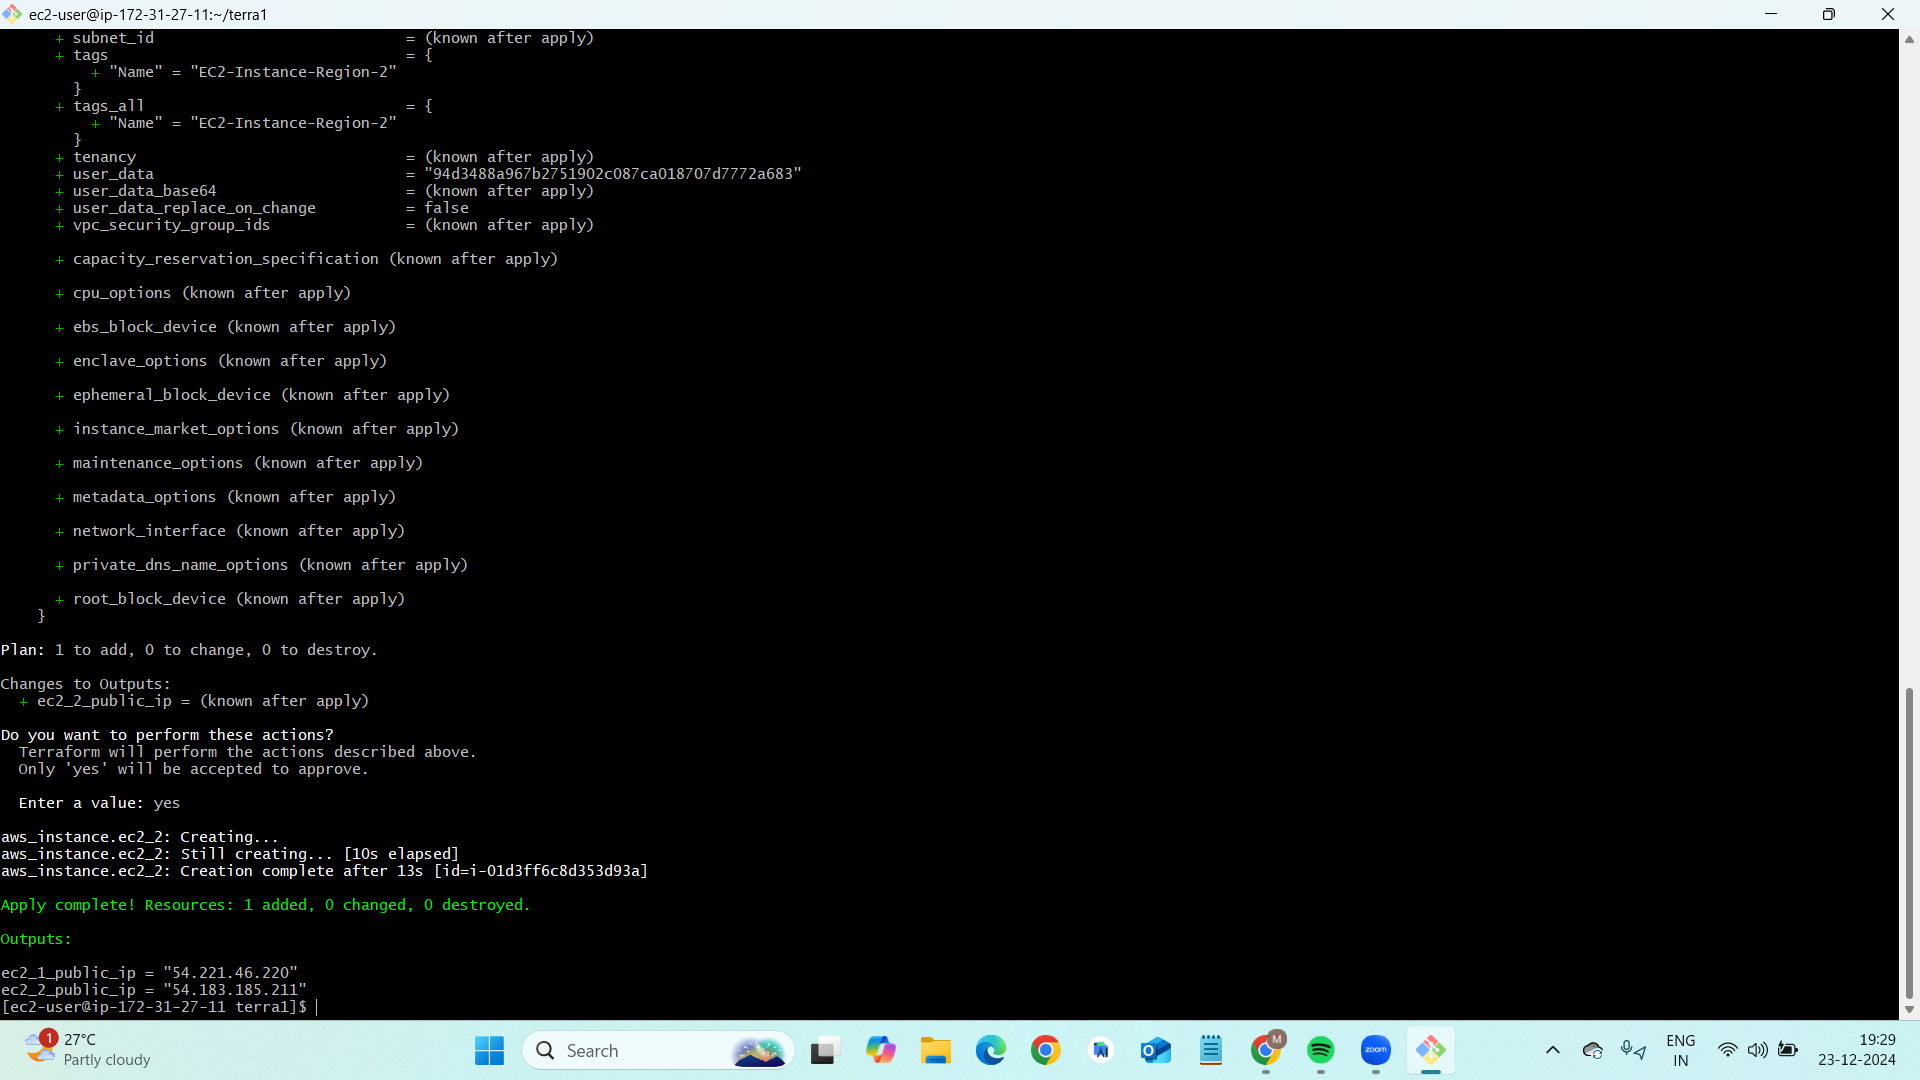 ec2-user@ip-172-31-27-11:~/terra1
+ subnet_id = (known after apply)
+ tags = {
+ "Name" = "EC2-Instance-Region-2"
}
+ tags_all = {
+ "Name" = "EC2-Instance-Region-2"
}
+ tenancy = (known after apply)
+ user_data = "94d3488a967b2751902c087ca018707d7772a683"
+ user_data_base64 = (known after apply)
+ user_data_replace_on_change = false
+ vpc_security_group_ids = (known after apply)
+ capacity_reservation_specification (known after apply)
+ cpu_options (known after apply)
+ ebs_block_device (known after apply)
+ enclave_options (known after apply)
+ ephemeral_block_device (known after apply)
+ instance_market_options (known after apply)
+ maintenance_options (known after apply)
+ metadata_options (known after apply)
+ network_interface (known after apply)
+ private_dns_name_options (known after apply)
+ root_block_device (known after apply)
}
Plan: 1 to add, 0 to change, 0 to destroy.
Changes to Outputs:
+ ec2_2_public_ip = (known after apply)
Do you want to perform these actions?
Terraform will perform the actions described above.
Only 'yes' will be accepted to approve.
Enter a value: yes
aws_instance.ec2_2: Creating...
aws_instance.ec2_2: Still creating... [10s elapsed]
aws_instance.ec2_2: Creation complete after 13s [id=i-01d3ff6c8d353d93a]
Apply complete! Resources: 1 added, 0 changed, 0 destroyed.
Outputs:
ec2_1_public_ip = "54.221.46.220"
ec2_2_public_ip = "54.183.185.211"
[ec2-user@ip-172-31-27-11 terra1]$
1
27°C
Partly cloudy
Search
AI
O
M
zoom
ENG
IN
19:29
23-12-2024